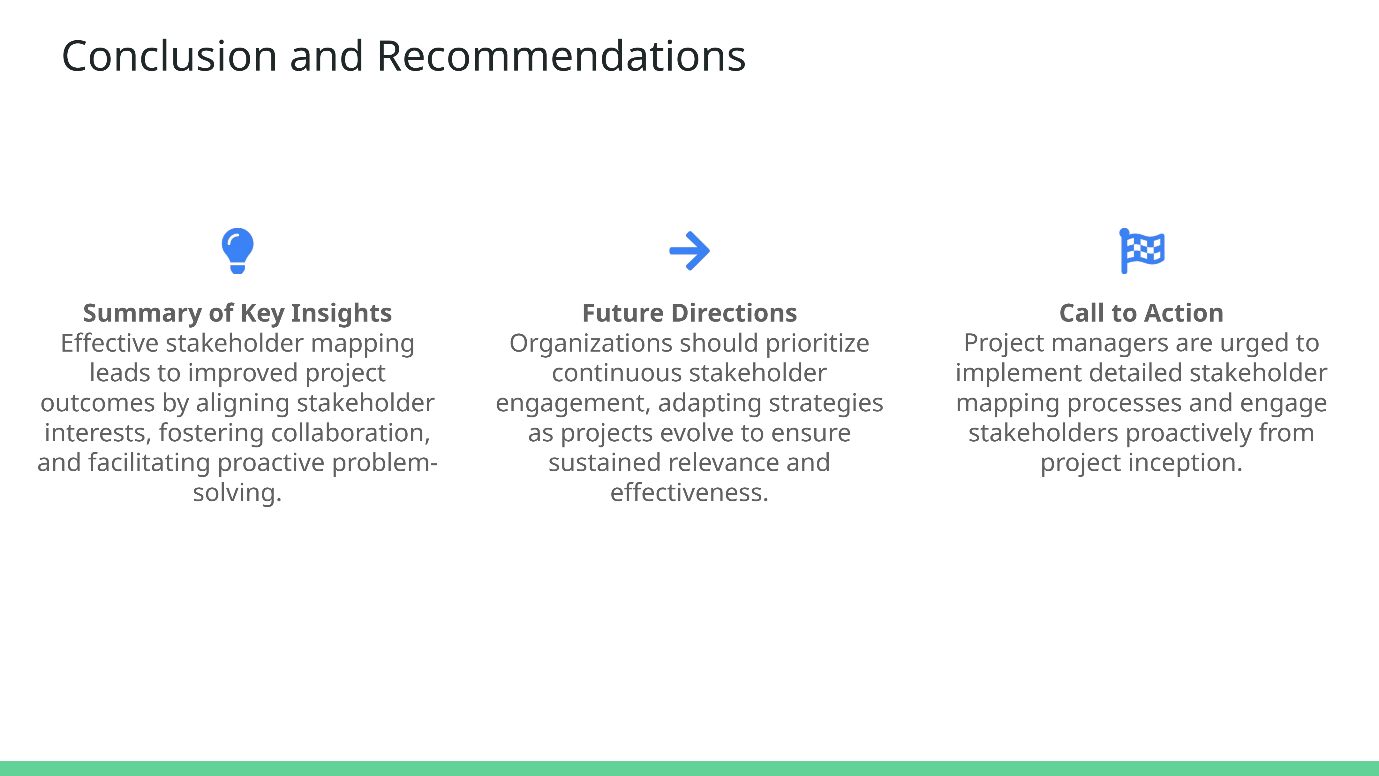 Conclusion and Recommendations
Summary of Key Insights
Effective stakeholder mapping
leads to improved project
outcomes by aligning stakeholder
interests, fostering collaboration,
and facilitating proactive problem-
solving.
Future Directions
Organizations should prioritize
continuous stakeholder
engagement, adapting strategies
as projects evolve to ensure
sustained relevance and
effectiveness.
Call to Action
Project managers are urged to
implement detailed stakeholder
mapping processes and engage
stakeholders proactively from
project inception.